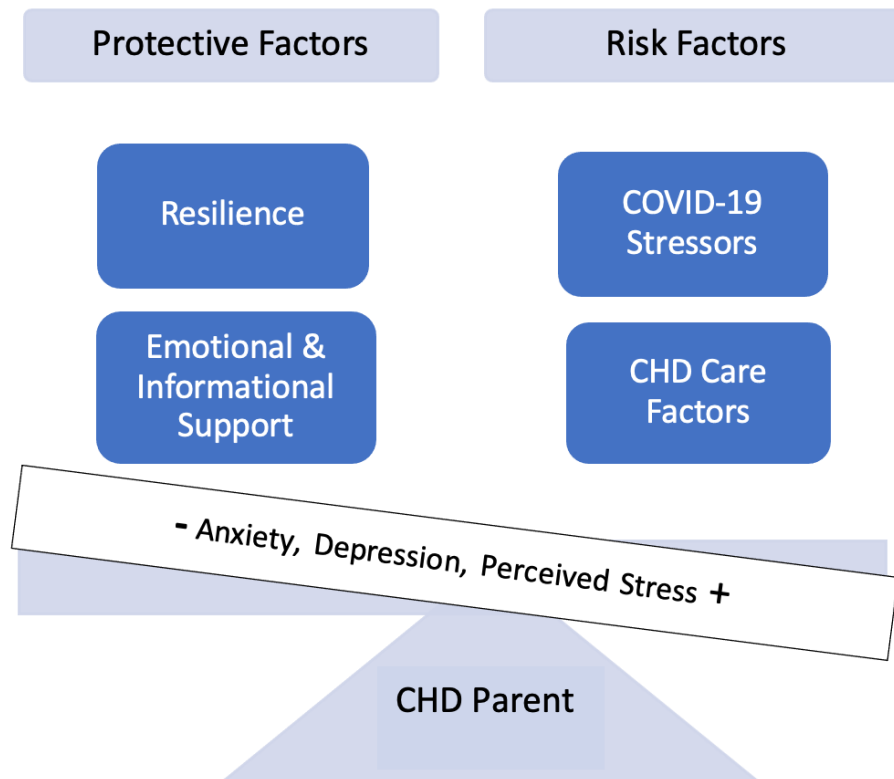 Protective Factors
Risk Factors
Resilience
COVID-19
Stressors
Emotional &
Informational
Support
CHD Care
Factors
- Anxiety, Depression, Perceived Stress +
CHD Parent